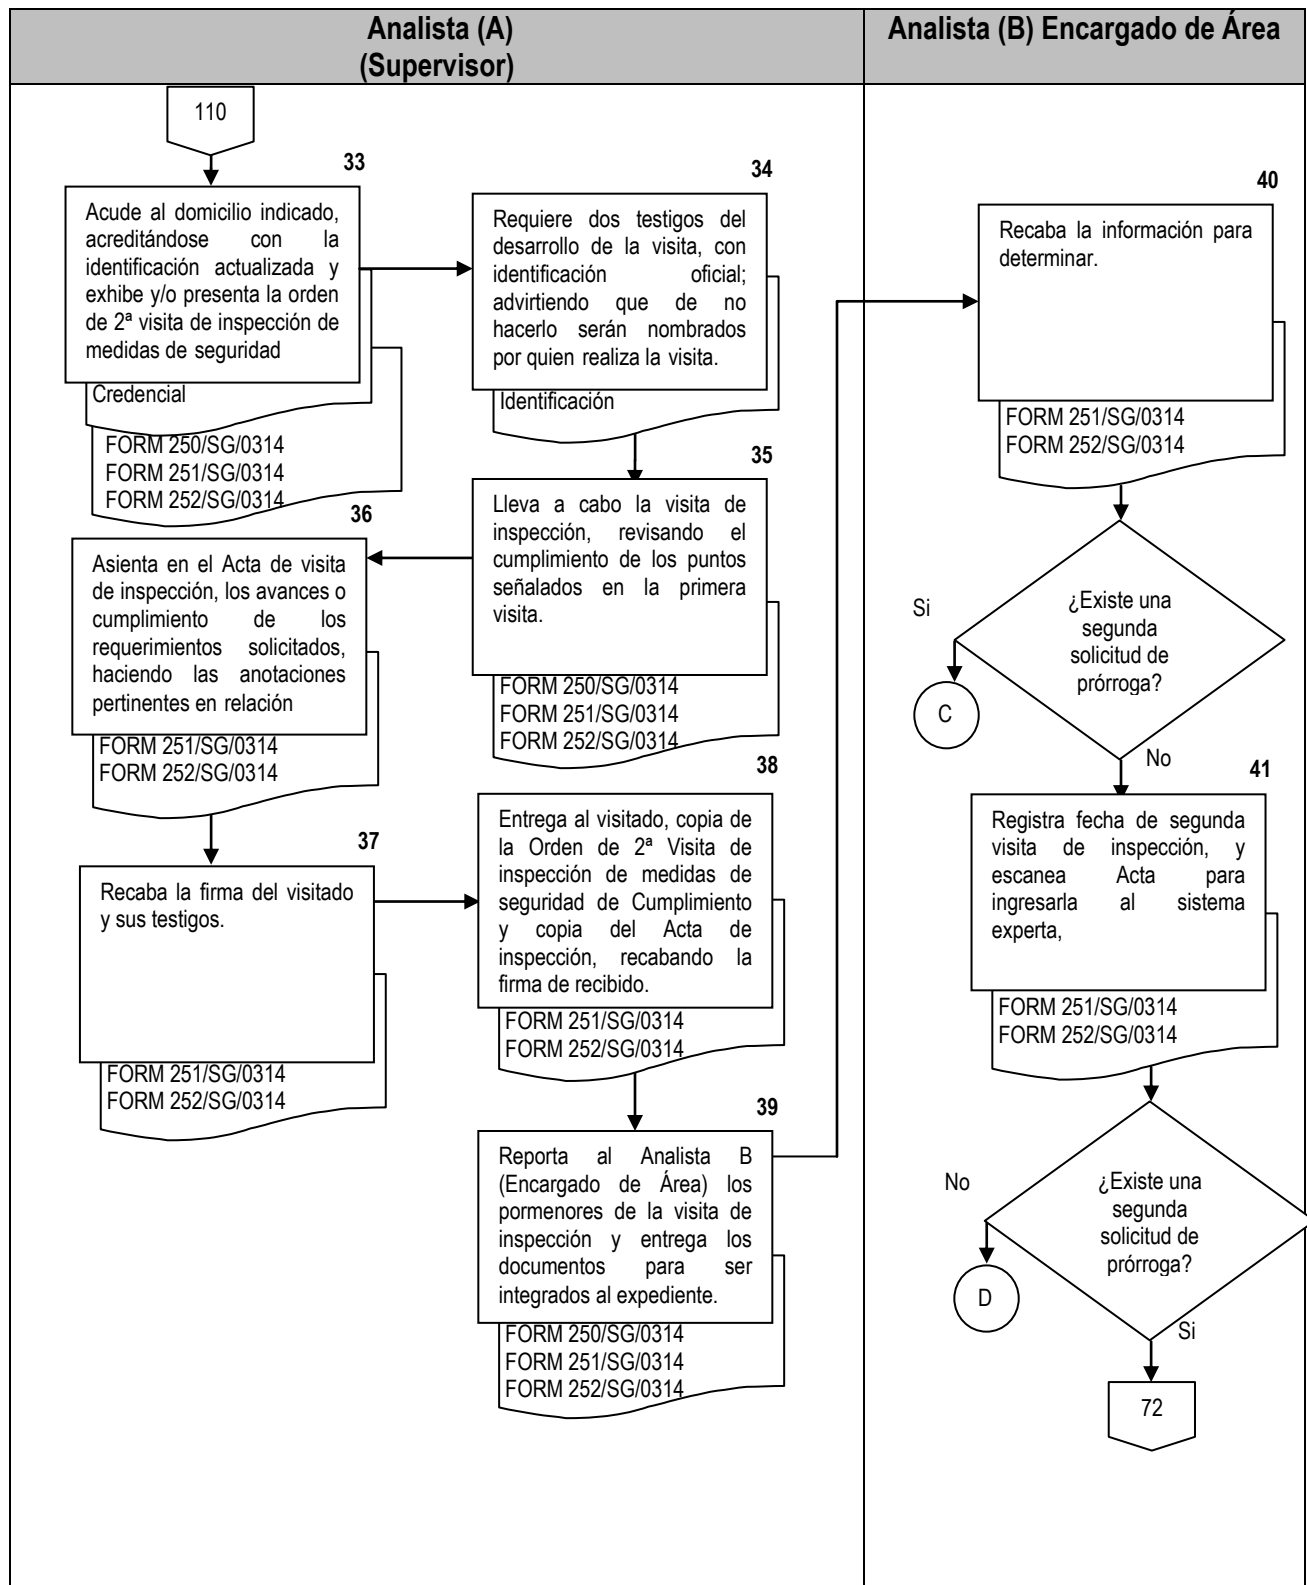 Analista (A)
(Supervisor)
Analista (B) Encargado de Área
110
33
Acude al domicilio indicado,
acreditándose con la
identificación actualizada y
exhibe y/o presenta la orden
de 2ª visita de inspección de
medidas de seguridad
Credencial
FORM 250/SG/0314
FORM 251/SG/0314
FORM 252/SG/0314
34
Requiere dos testigos del
desarrollo de la visita, con
identificación oficial;
advirtiendo que de no
hacerlo serán nombrados
por quien realiza la visita.
Identificación
35
Lleva a cabo la visita de
inspección, revisando el
cumplimiento de los puntos
señalados en la primera
visita.
FORM 250/SG/0314
FORM 251/SG/0314
FORM 252/SG/0314
36
Asienta en el Acta de visita
de inspección, los avances o
cumplimiento de los
requerimientos solicitados,
haciendo las anotaciones
pertinentes en relación
FORM 251/SG/0314
FORM 252/SG/0314
37
Recaba la firma del visitado
y sus testigos.
FORM 251/SG/0314
FORM 252/SG/0314
38
Entrega al visitado, copia de
la Orden de 2ª Visita de
inspección de medidas de
seguridad de Cumplimiento
y copia del Acta de
inspección, recabando la
firma de recibido.
FORM 251/SG/0314
FORM 252/SG/0314
39
Reporta al Analista B
(Encargado de Área) los
pormenores de la visita de
inspección y entrega los
documentos para ser
integrados al expediente.
FORM 250/SG/0314
FORM 251/SG/0314
FORM 252/SG/0314
40
Recaba la información para
determinar.
FORM 251/SG/0314
FORM 252/SG/0314
¿Existe una
segunda
solicitud de
prórroga?
Si
C
No
41
Registra fecha de segunda
visita de inspección, y
escanea Acta para
ingresarla al sistema
experta,
FORM 251/SG/0314
FORM 252/SG/0314
¿Existe una
segunda
solicitud de
prórroga?
No
D
Si
72